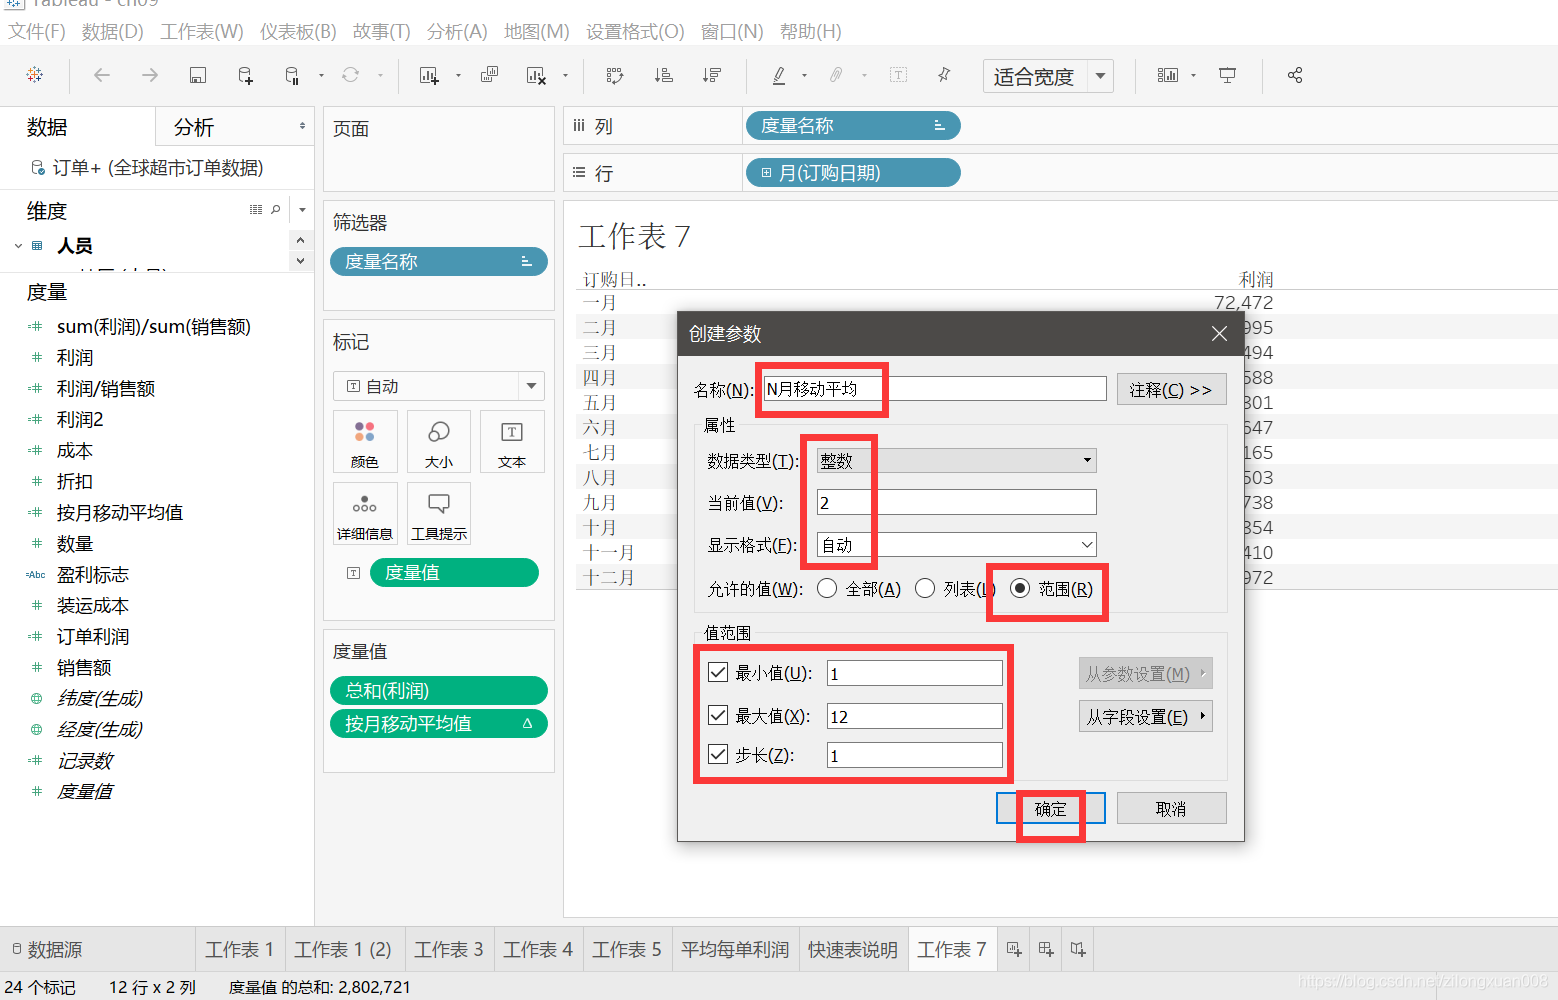 Tableau - ch09
文件(F) 数据(D) 工作表(W) 仪表板(B) 故事(T) 分析(A) 地图(M) 设置格式(O) 窗口(N) 帮助(H)
适合宽度
数据 分析
订单+ (全球超市订单数据)
维度
人员
度量
sum(利润)/sum(销售额)
利润
利润/销售额
利润2
成本
折扣
按月移动平均值
数量
Abc 盈利标志
装运成本
订单利润
销售额
纬度(生成)
经度(生成)
记录数
度量值
页面
筛选器
度量名称
标记
自动
颜色 大小 文本
详细信息 工具提示
度量值
度量值
总和(利润)
按月移动平均值
列 度量名称
行 月(订购日期)
工作表 7
订购日.. 利润
一月 72,472
二月 995
三月 494
四月 588
五月 301
六月 647
七月 165
八月 503
九月 738
十月 354
十一月 410
十二月 972
创建参数
名称(N): N月移动平均 注释(C) >>
属性
数据类型(T): 整数
当前值(V): 2
显示格式(F): 自动
允许的值(W): 全部(A) 列表(L) 范围(R)
值范围
最小值(U): 1 从参数设置(M)
最大值(X): 12 从字段设置(E)
步长(Z): 1
确定 取消
数据源 工作表 1 工作表 1 (2) 工作表 3 工作表 4 工作表 5 平均每单利润 快速表说明 工作表 7
24 个标记 12 行 x 2 列 度量值 的总和: 2,802,721
https://blog.csdn.net/zilongxuan008